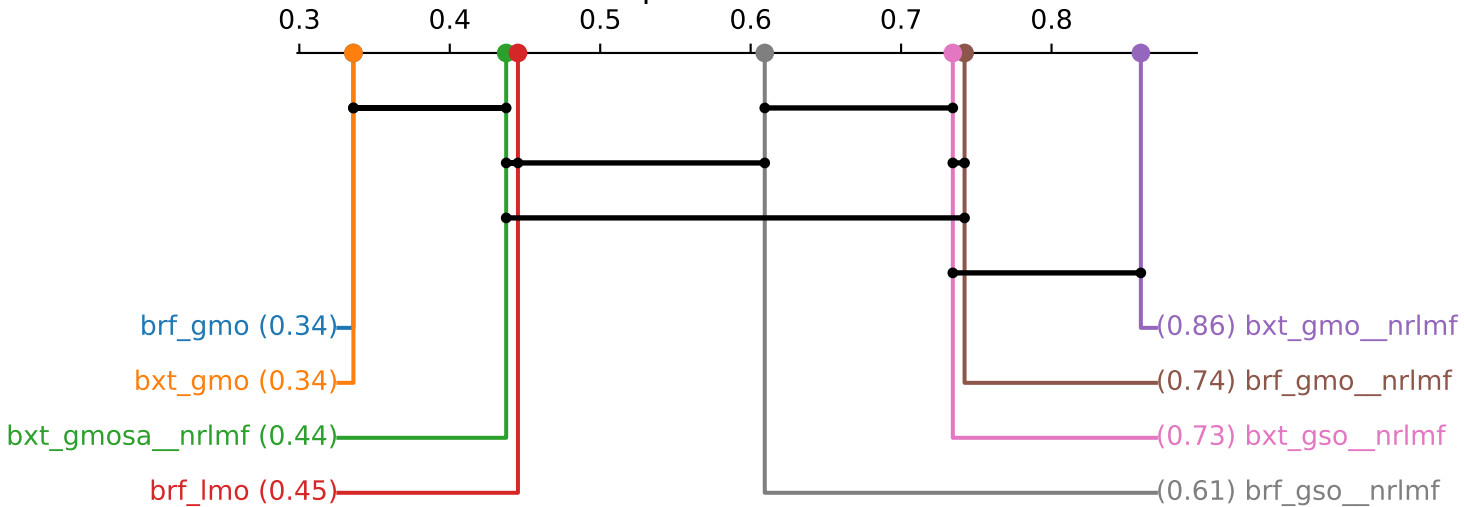 0.3 0.4 0.5 0.6 0.7 0.8
brf_gmo (0.34) (0.86) bxt_gmo__nrlmf
bxt_gmo (0.34) (0.74) brf_gmo__nrlmf
bxt_gmosa__nrlmf (0.44) (0.73) bxt_gso__nrlmf
brf_lmo (0.45) (0.61) brf_gso__nrlmf